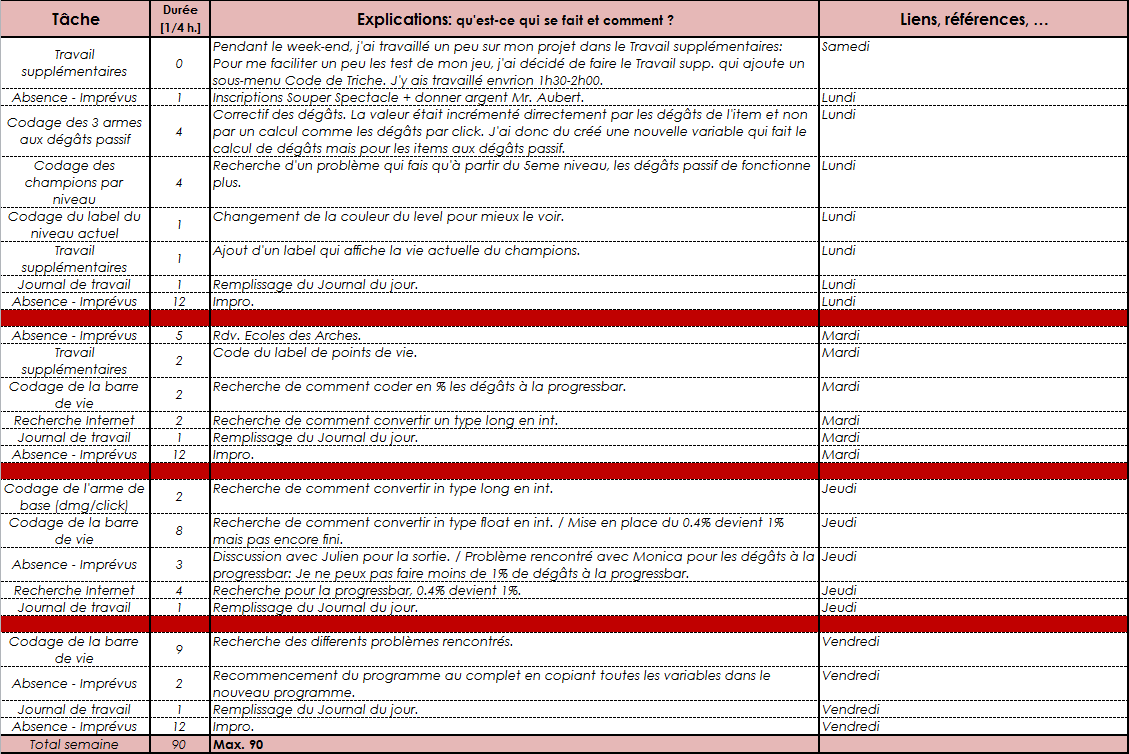 Tâche
Durée
[1/4 h.]
Explications: qu'est-ce qui se fait et comment ?
Liens, références, …
Travail
supplémentaires
0
Pendant le week-end, j'ai travaillé un peu sur mon projet dans le Travail supplémentaires:
Pour me faciliter un peu les test de mon jeu, j'ai décidé de faire le Travail supp. qui ajoute un
sous-menu Code de Triche. J'y ais travaillé envrion 1h30-2h00.
Samedi
Absence - Imprévus
1
Inscriptions Souper Spectacle + donner argent Mr. Aubert.
Lundi
Codage des 3 armes
aux dégâts passif
4
Correctif des dégâts. La valeur était incrémenté dirrectement par les dégâts de l'item et non
par un calcul comme les dégâts par click. J'ai donc du créé une nouvelle variable qui fait le
calcul de dégâts mais pour les items aux dégâts passif.
Lundi
Codage des
champions par
niveau
4
Recherche d'un problème qui fais qu'à partir du 5eme niveau, les dégâts passif de fonctionne
plus.
Lundi
Codage du label du
niveau actuel
1
Changement de la couleur du level pour mieux le voir.
Lundi
Travail
supplémentaires
1
Ajout d'un label qui affiche la vie actuelle du champions.
Lundi
Journal de travail
1
Remplissage du Journal du jour.
Lundi
Absence - Imprévus
12
Impro.
Lundi
Absence - Imprévus
5
Rdv. Ecoles des Arches.
Mardi
Travail
supplémentaires
2
Code du label de points de vie.
Mardi
Codage de la barre
de vie
2
Recherche de comment coder en % les dégâts à la progressbar.
Mardi
Recherche Internet
2
Recherche de comment convertir un type long en int.
Mardi
Journal de travail
1
Remplissage du Journal du jour.
Mardi
Absence - Imprévus
12
Impro.
Mardi
Codage de l'arme de
base (dmg/click)
2
Recherche de comment convertir in type long en int.
Jeudi
Codage de la barre
de vie
8
Recherche de comment convertir in type float en int. / Mise en place du 0.4% devient 1%
mais pas encore fini.
Jeudi
Absence - Imprévus
3
Disscussion avec Julien pour la sortie. / Problème rencontré avec Monica pour les dégâts à la
progressbar: Je ne peux pas faire moins de 1% de dégâts à la progressbar.
Jeudi
Recherche Internet
4
Recherche pour la progressbar, 0.4% devient 1%.
Jeudi
Journal de travail
1
Remplissage du Journal du jour.
Jeudi
Codage de la barre
de vie
9
Recherche des differents problèmes rencontrés.
Vendredi
Absence - Imprévus
2
Recommencement du programme au complet en copiant toutes les variables dans le
nouveau programme.
Vendredi
Journal de travail
1
Remplissage du Journal du jour.
Vendredi
Absence - Imprévus
12
Impro.
Vendredi
Total semaine
90
Max. 90